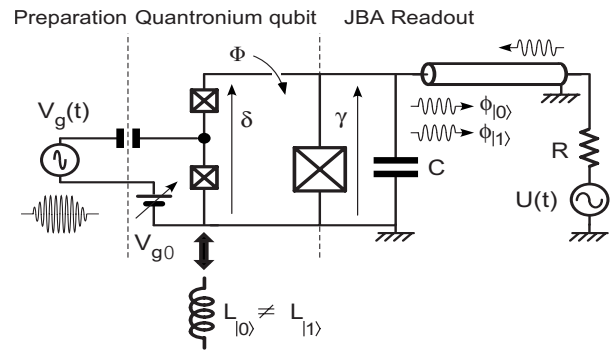 Preparation Quantronium qubit JBA Readout
Φ
V_g(t)
δ
γ
ϕ_|0⟩
ϕ_|1⟩
C
R
U(t)
V_g0
L_|0⟩ ≠ L_|1⟩